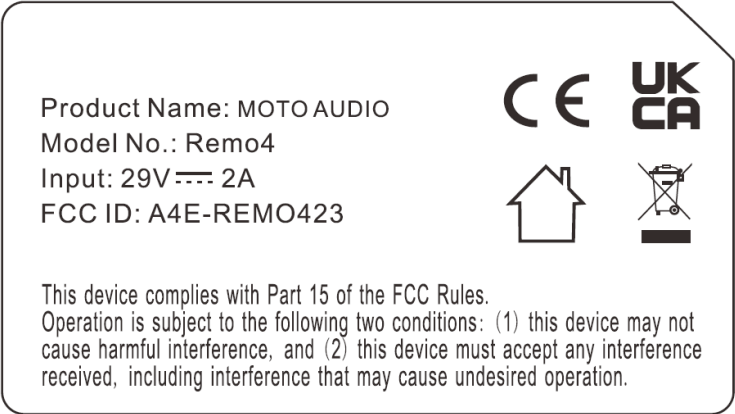 Product Name: MOTO AUDIO
Model No.: Remo4
Input: 29V⎓ 2A
FCC ID: A4E-REMO423
CE
UK
CA
This device complies with Part 15 of the FCC Rules.
Operation is subject to the following two conditions: (1) this device may not
cause harmful interference, and (2) this device must accept any interference
received, including interference that may cause undesired operation.